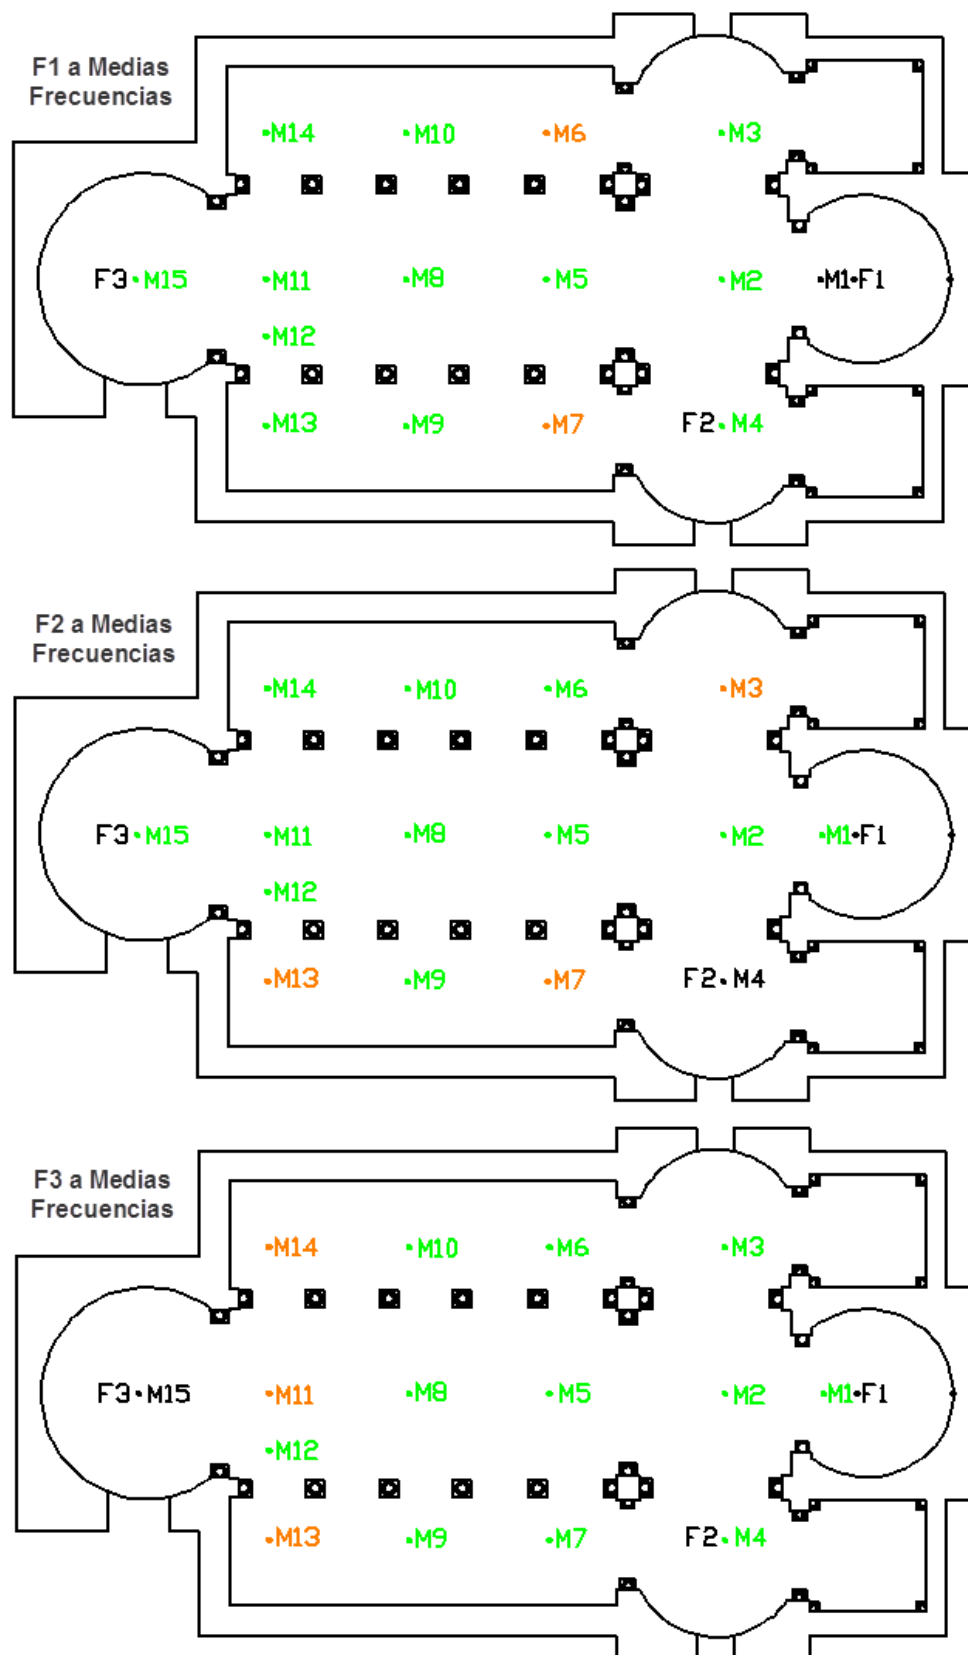 F1 a Medias
Frecuencias
M14 M10 M6 M3
F3 M15 M11 M8 M5 M2 M1 F1
M12
M13 M9 M7 F2 M4
F2 a Medias
Frecuencias
M14 M10 M6 M3
F3 M15 M11 M8 M5 M2 M1 F1
M12
M13 M9 M7 F2 M4
F3 a Medias
Frecuencias
M14 M10 M6 M3
F3 M15 M11 M8 M5 M2 M1 F1
M12
M13 M9 M7 F2 M4